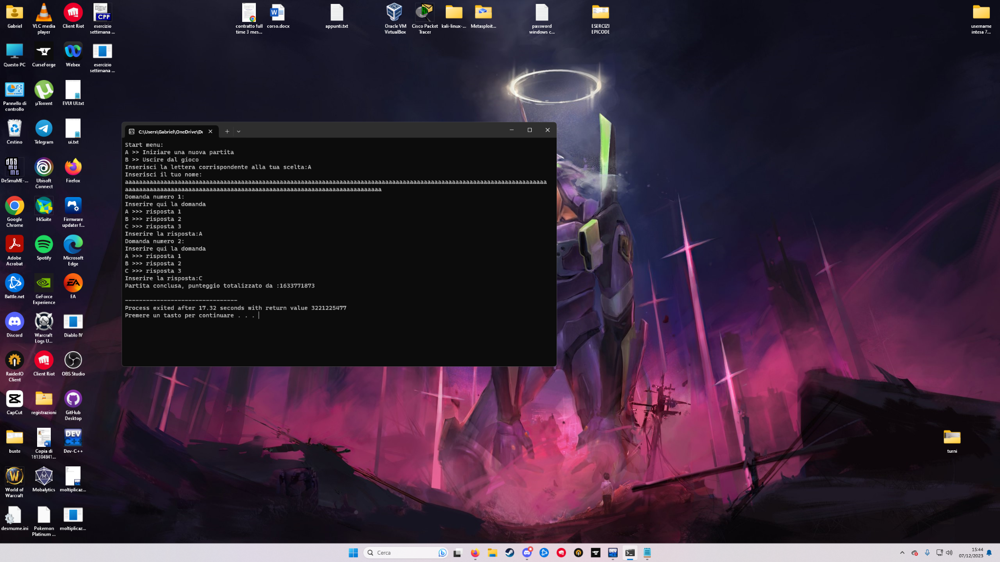 Gabriel
VLC media
player
Client Riot
esercizio
settimana ...
contratto full
time 3 mes...
corso.docx
appunti.txt
Oracle VM
VirtualBox
Cisco Packet
Tracer
kali-linux-...
Metasploit...
password
windows c...
ESERCIZI
EPICODE
username
intesa 7...
Questo PC
CurseForge
Webex
esercizio
settimana ...
Pannello di
controllo
µTorrent
EVUI UI.txt
Cestino
Telegram
ui.txt
DeSmuME-...
Ubisoft
Connect
Firefox
Google
Chrome
HiSuite
Firmware
updater f...
Adobe
Acrobat
Spotify
Microsoft
Edge
Battle.net
GeForce
Experience
EA
Discord
Warcraft
Logs U...
Diablo IV
RaiderIO
Client
Client Riot
OBS Studio
CapCut
registrazioni
GitHub
Desktop
buste
Copia di
161304841...
Dev-C++
World of
Warcraft
Mobalytics
moltiplicaz...
desmume.ini
Pokemon
Platinum ...
moltiplicaz...
turni
C:\Users\Gabriel\OneDrive\De
Start menu:
A >> Iniziare una nuova partita
B >> Uscire dal gioco
Inserisci la lettera corrispondente alla tua scelta:A
Inserisci il tuo nome:
aaaaaaaaaaaaaaaaaaaaaaaaaaaaaaaaaaaaaaaaaaaaaaaaaaaaaaaaaaaaaaaaaaaaaaaaaaaaaaaaaaaaaaaaaaaaaaaaaaaaaaaaaaaaaaaaaaaaaaaa
aaaaaaaaaaaaaaaaaaaaaaaaaaaaaaaaaaaaaaaaaaaaaaaaaaaaaaaaaaaaaaaaaaaaaaaaa
Domanda numero 1:
Inserire qui la domanda
A >>> risposta 1
B >>> risposta 2
C >>> risposta 3
Inserire la risposta:A
Domanda numero 2:
Inserire qui la domanda
A >>> risposta 1
B >>> risposta 2
C >>> risposta 3
Inserire la risposta:C
Partita conclusa, punteggio totalizzato da :1633771873
--------------------------------
Process exited after 17.32 seconds with return value 3221225477
Premere un tasto per continuare . . .
Cerca
15:44
07/12/2023